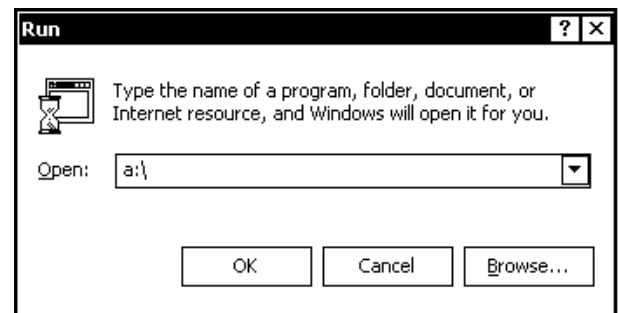 Run
? X
Type the name of a program, folder, document, or
Internet resource, and Windows will open it for you.
Open: a:\
OK Cancel Browse...